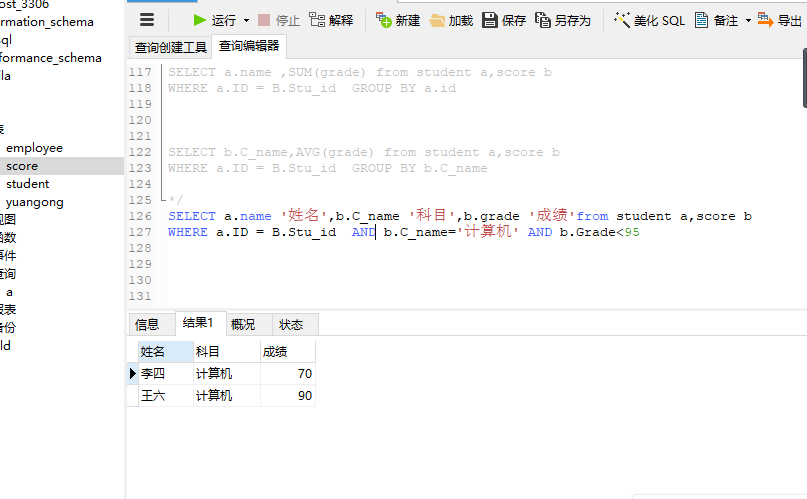 ost_3306
rmation_schema
ql
formance_schema
lla
表
employee
score
student
yuangong
视图
函数
事件
查询
a
报表
备份
ld
运行 停止 解释 新建 加载 保存 另存为 美化 SQL 备注 导出
查询创建工具 查询编辑器
117 SELECT a.name ,SUM(grade) from student a,score b
118 WHERE a.ID = B.Stu_id  GROUP BY a.id
119
120
121
122 SELECT b.C_name,AVG(grade) from student a,score b
123 WHERE a.ID = B.Stu_id  GROUP BY b.C_name
124
125 */
126 SELECT a.name '姓名',b.C_name '科目',b.grade '成绩'from student a,score b
127 WHERE a.ID = B.Stu_id  AND b.C_name='计算机' AND b.Grade<95
128
129
130
131
信息 结果1 概况 状态
姓名 科目 成绩
李四 计算机 70
王六 计算机 90